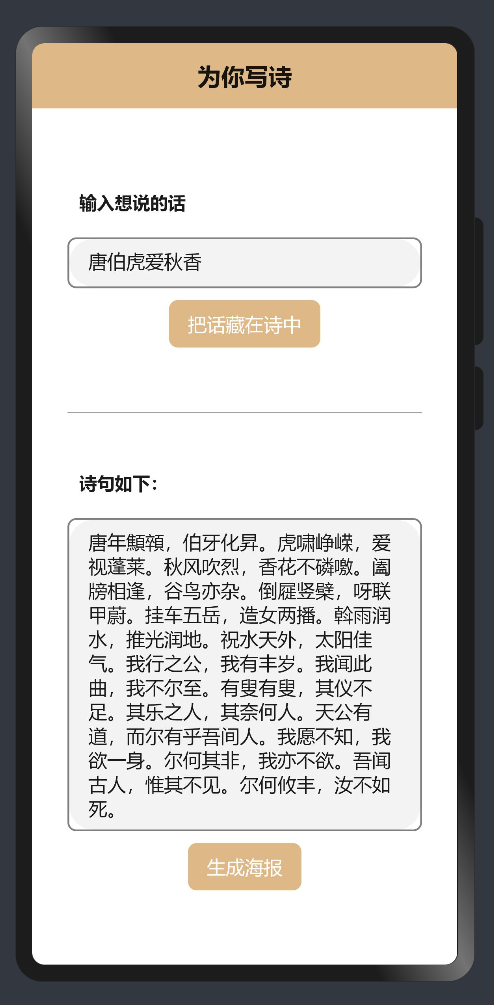 为你写诗
输入想说的话
唐伯虎爱秋香
把话藏在诗中
诗句如下：
唐年顦顇，伯牙化昇。虎啸峥嵘，爱
视蓬莱。秋风吹烈，香花不磷噭。阖
牓相逢，谷鸟亦杂。倒屣竖檗，呀联
甲蔚。挂车五岳，造女两播。斡雨润
水，推光润地。祝水天外，太阳佳
气。我行之公，我有丰岁。我闻此
曲，我不尔至。有叟有叟，其仪不
足。其乐之人，其奈何人。天公有
道，而尔有乎吾间人。我愿不知，我
欲一身。尔何其非，我亦不欲。吾闻
古人，惟其不见。尔何攸丰，汝不如
死。
生成海报